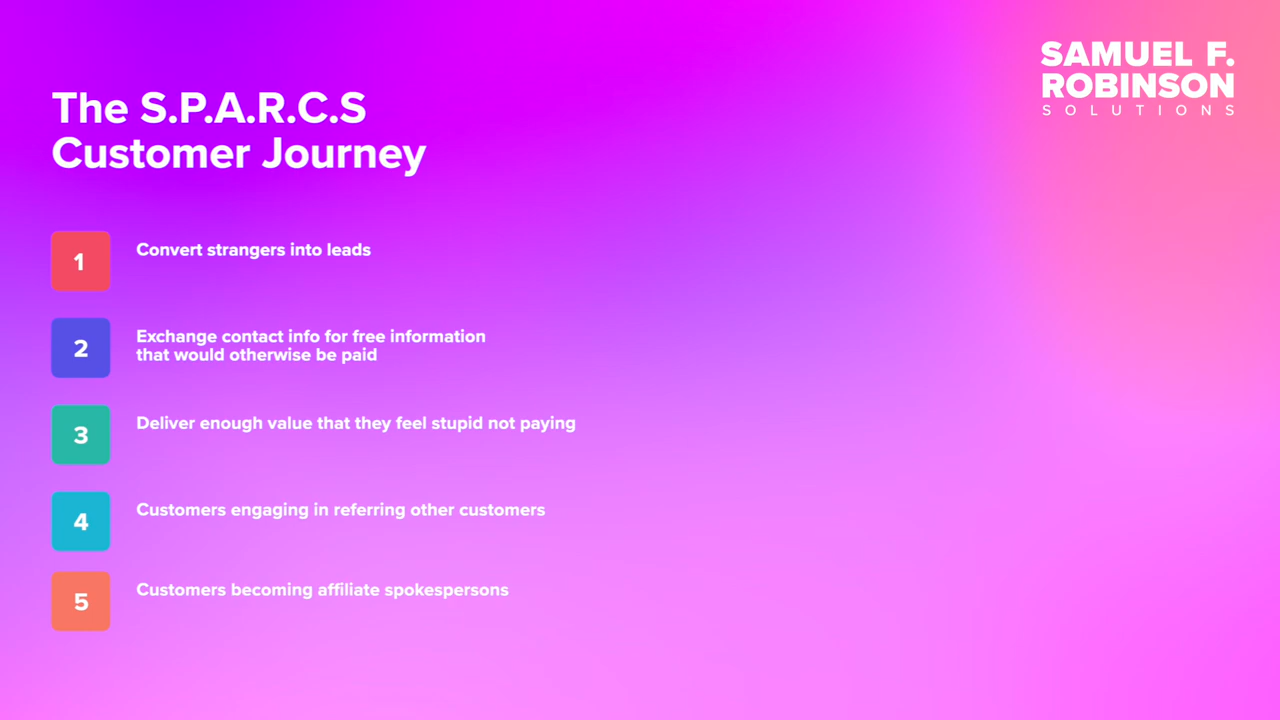 SAMUEL F.
ROBINSON
SOLUTIONS
The S.P.A.R.C.S
Customer Journey
1
Convert strangers into leads
2
Exchange contact info for free information
that would otherwise be paid
3
Deliver enough value that they feel stupid not paying
4
Customers engaging in referring other customers
5
Customers becoming affiliate spokespersons